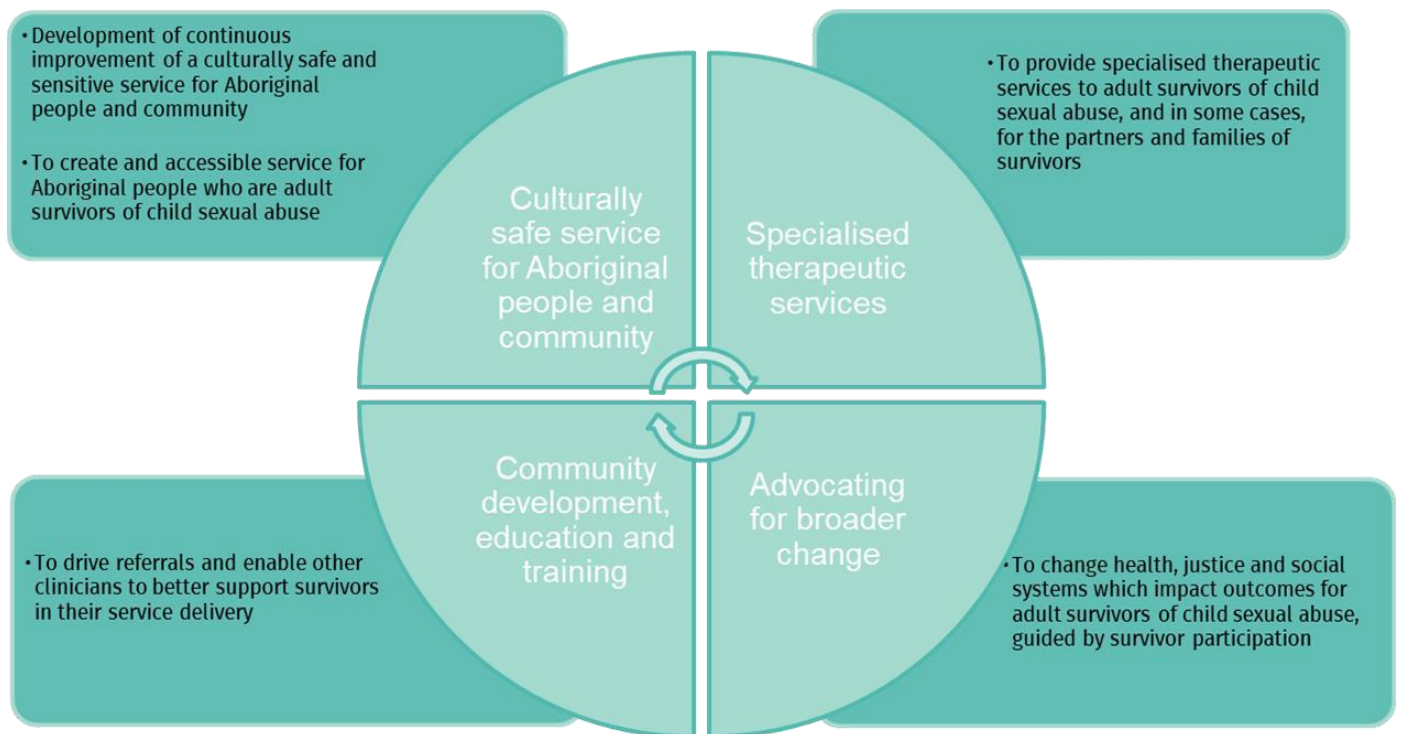 • Development of continuous
improvement of a culturally safe and
sensitive service for Aboriginal
people and community
• To create and accessible service for
Aboriginal people who are adult
survivors of child sexual abuse
Culturally
safe service
for Aboriginal
people and
community
Specialised
therapeutic
services
• To provide specialised therapeutic
services to adult survivors of child
sexual abuse, and in some cases,
for the partners and families of
survivors
• To drive referrals and enable other
clinicians to better support survivors
in their service delivery
Community
development,
education and
training
Advocating
for broader
change
• To change health, justice and social
systems which impact outcomes for
adult survivors of child sexual abuse,
guided by survivor participation